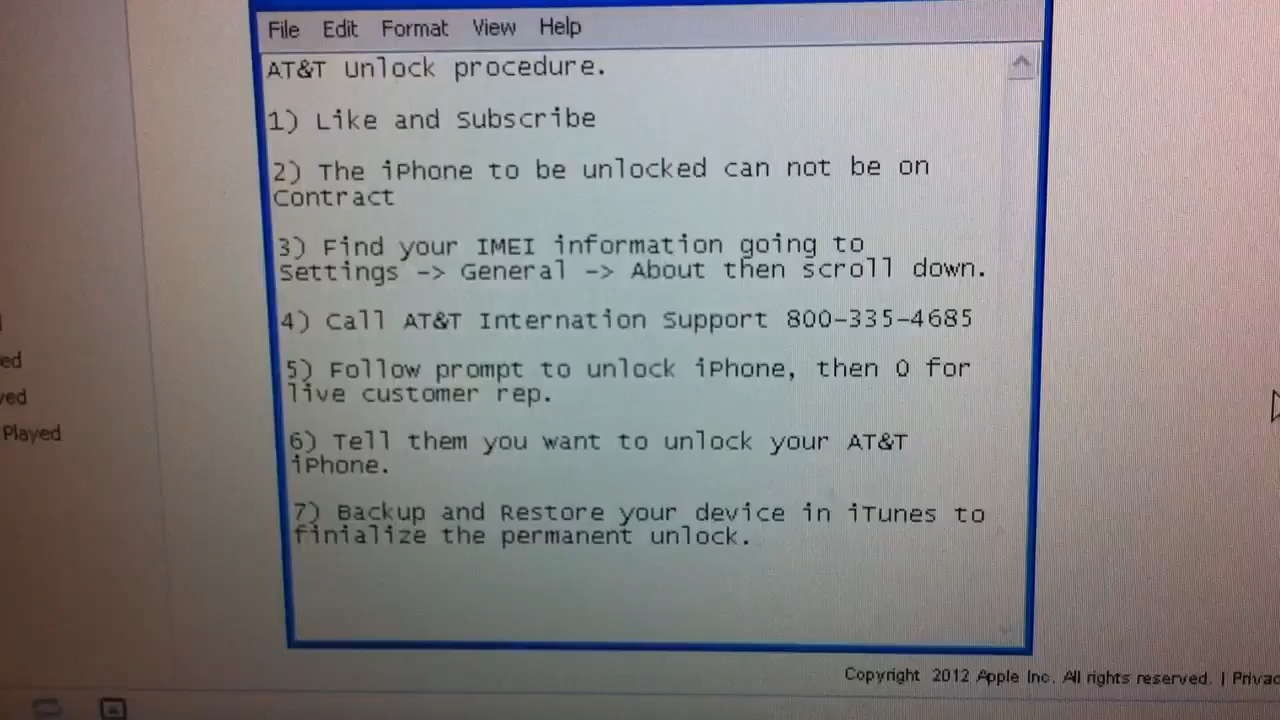 File Edit Format View Help
AT&T Unlock procedure.
1) Like and Subscribe
2) The iPhone to be unlocked can not be on
Contract
3) Find your IMEI information going to
Settings -> General -> About then scroll down.
4) Call AT&T Internation Support 800-335-4685
5) Follow prompt to unlock iPhone, then 0 for
live customer rep.
6) Tell them you want to unlock your AT&T
iPhone.
7) Backup and Restore your device in iTunes to
finialize the permanent unlock.
Played
Copyright 2012 Apple Inc. All rights reserved. |